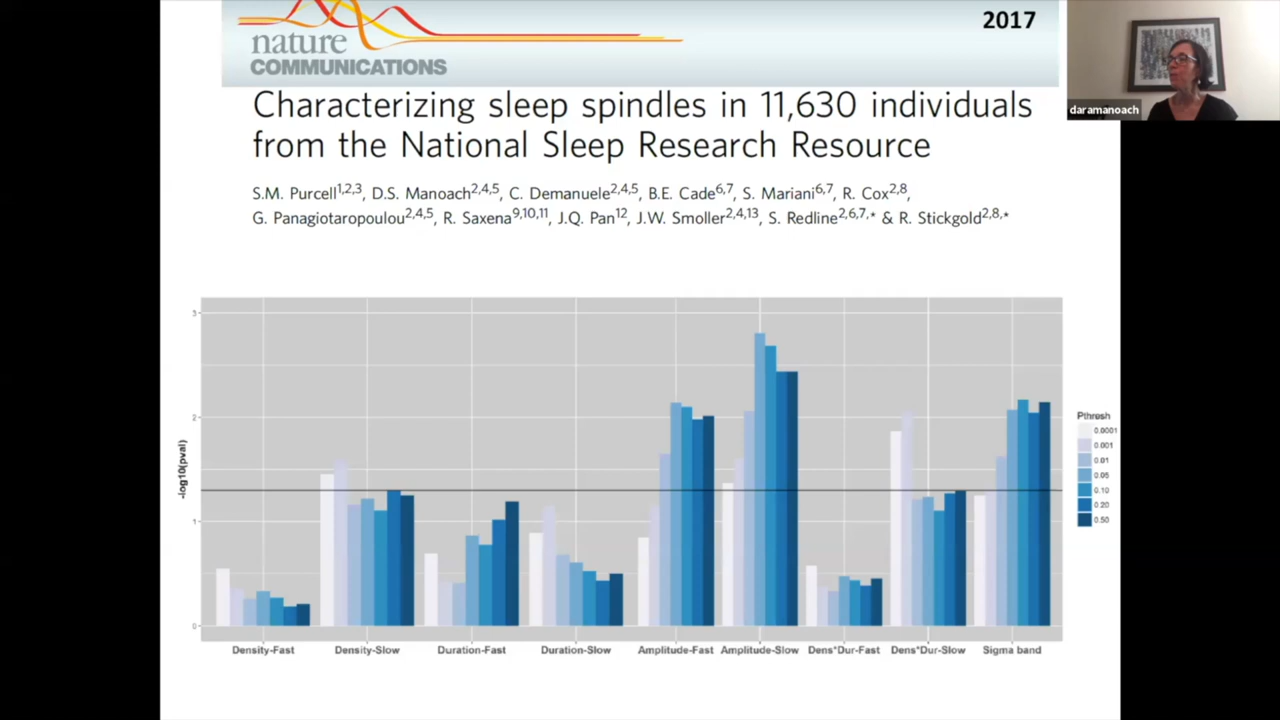 nature
COMMUNICATIONS
2017
daramanoach
Characterizing sleep spindles in 11,630 individuals
from the National Sleep Research Resource
S.M. Purcell1,2,3, D.S. Manoach2,4,5, C. Demanuele2,4,5, B.E. Cade6,7, S. Mariani6,7, R. Cox2,8,
G. Panagiotaropoulou2,4,5, R. Saxena9,10,11, J.Q. Pan12, J.W. Smoller2,4,13, S. Redline2,6,7,* & R. Stickgold2,8,*
3
2
1
0
-log10(pval)
Density-Fast Density-Slow Duration-Fast Duration-Slow Amplitude-Fast Amplitude-Slow Dens*Dur-Fast Dens*Dur-Slow Sigma band
Pthresh
0.0001
0.001
0.01
0.05
0.10
0.20
0.50